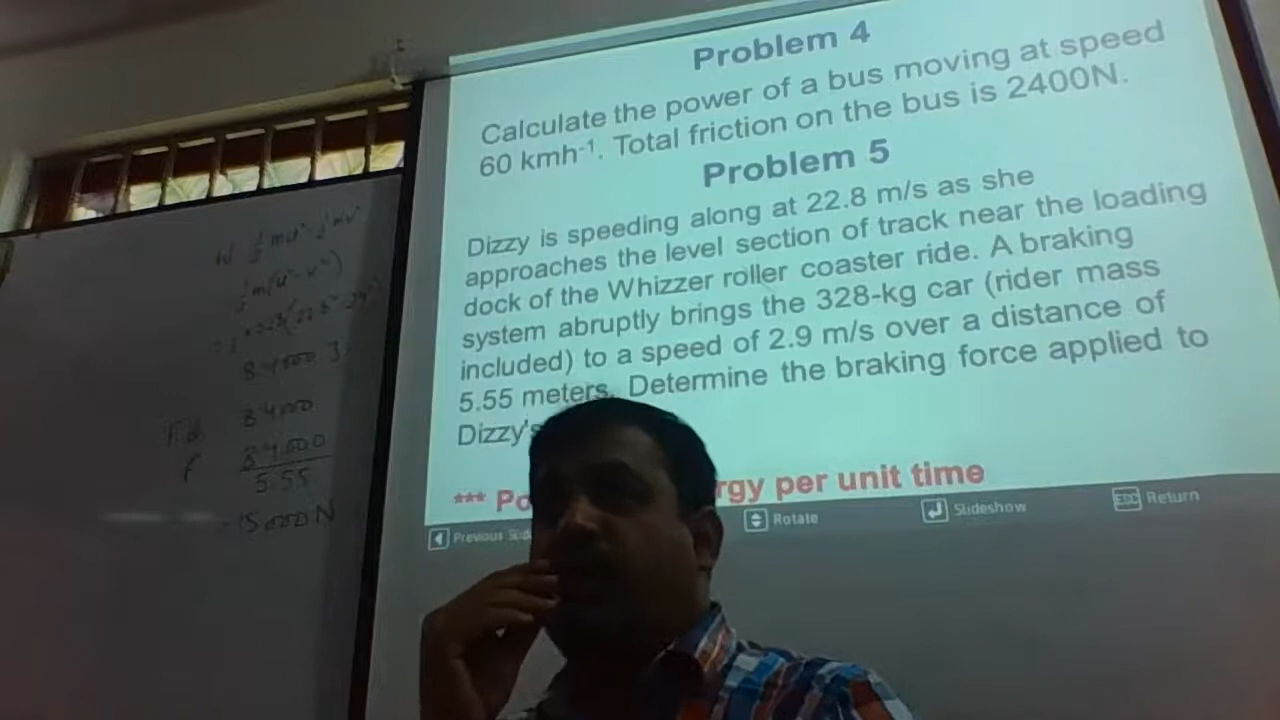 Problem 4
Calculate the power of a bus moving at speed
60 kmh⁻¹. Total friction on the bus is 2400N.
Problem 5
Dizzy is speeding along at 22.8 m/s as she
approaches the level section of track near the loading
dock of the Whizzer roller coaster ride. A braking
system abruptly brings the 328-kg car (rider mass
included) to a speed of 2.9 m/s over a distance of
5.55 meters. Determine the braking force applied to
Dizzy's
*** per unit time
Previous
Rotate
Slideshow
Return
84000
5.55
15000 N